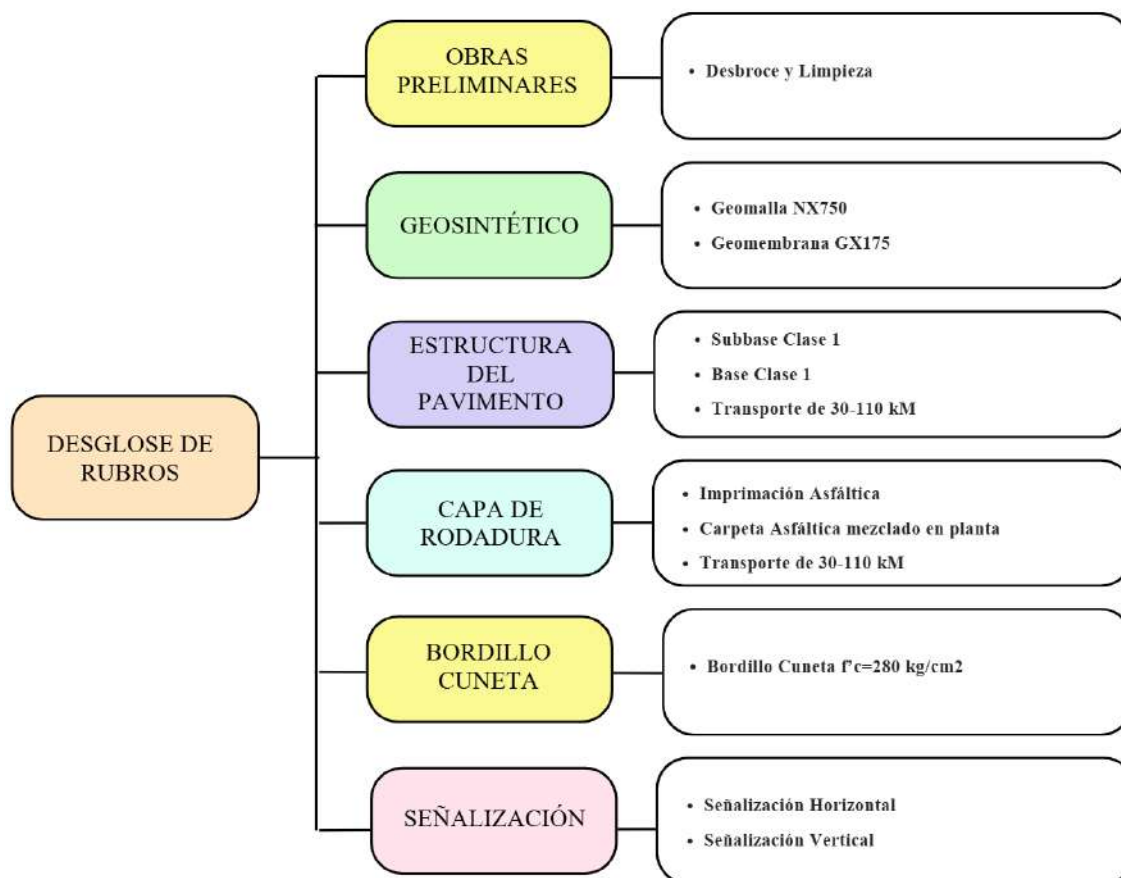 DESGLOSE DE
RUBROS
OBRAS
PRELIMINARES
• Desbroce y Limpieza
GEOSINTÉTICO
• Geomalla NX750
• Geomembrana GX175
ESTRUCTURA
DEL
PAVIMENTO
• Subbase Clase 1
• Base Clase 1
• Transporte de 30-110 kM
CAPA DE
RODADURA
• Imprimación Asfáltica
• Carpeta Asfáltica mezclado en planta
• Transporte de 30-110 kM
BORDILLO
CUNETA
• Bordillo Cuneta f'c=280 kg/cm2
SEÑALIZACIÓN
• Señalización Horizontal
• Señalización Vertical